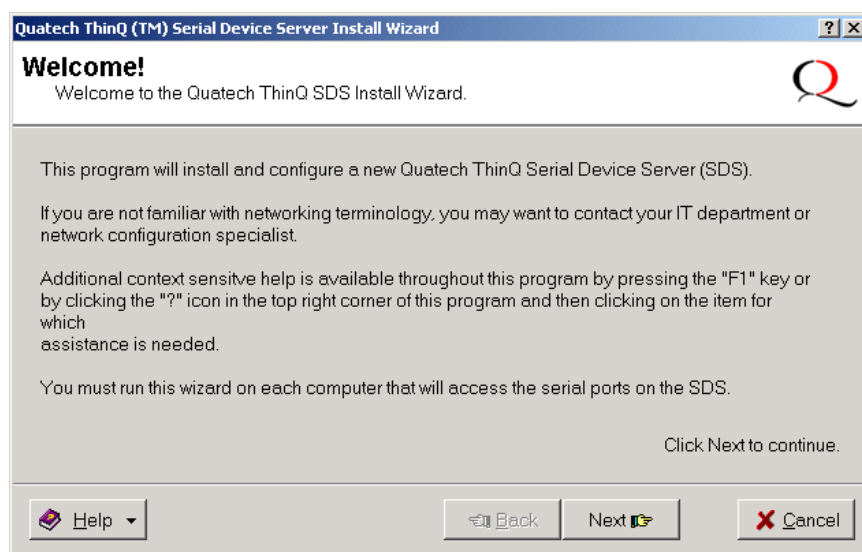 Quatech ThinQ (TM) Serial Device Server Install Wizard
Welcome!
Welcome to the Quatech ThinQ SDS Install Wizard.
This program will install and configure a new Quatech ThinQ Serial Device Server (SDS).
If you are not familiar with networking terminology, you may want to contact your IT department or
network configuration specialist.
Additional context sensitve help is available throughout this program by pressing the "F1" key or
by clicking the "?" icon in the top right corner of this program and then clicking on the item for
which
assistance is needed.
You must run this wizard on each computer that will access the serial ports on the SDS.
Click Next to continue.
Help
Back
Next
Cancel